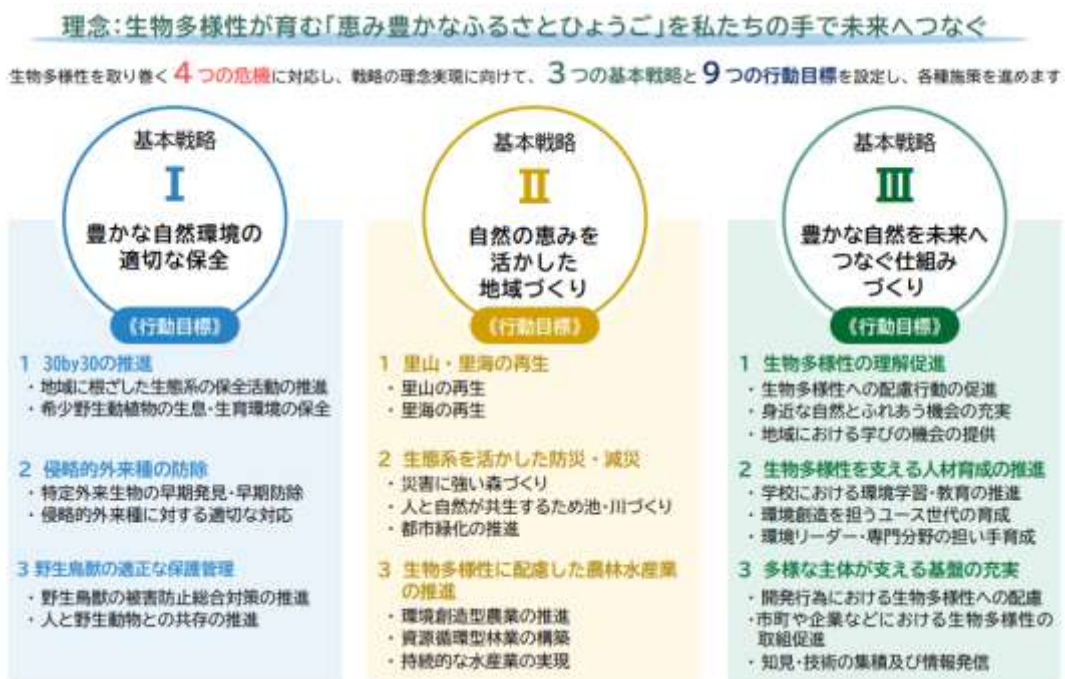 理念:生物多様性が育む「恵み豊かなふるさとひょうご」を私たちの手で未来へつなぐ
生物多様性を取り巻く4つの危機に対応し、戦略の理念実現に向けて、3つの基本戦略と9つの行動目標を設定し、各種施策を進めます
基本戦略
I
豊かな自然環境の
適切な保全
《行動目標》
1 30by30の推進
・地域に根ざした生態系の保全活動の推進
・希少野生動植物の生息・生育環境の保全
2 侵略的外来種の防除
・特定外来生物の早期発見・早期防除
・侵略的外来種に対する適切な対応
3 野生鳥獣の適正な保護管理
・野生鳥獣の被害防止総合対策の推進
・人と野生動物との共存の推進
基本戦略
II
自然の恵みを
活かした
地域づくり
《行動目標》
1 里山・里海の再生
・里山の再生
・里海の再生
2 生態系を活かした防災・減災
・災害に強い森づくり
・人と自然が共生するため池・川づくり
・都市緑化の推進
3 生物多様性に配慮した農林水産業
の推進
・環境創造型農業の推進
・資源循環型林業の構築
・持続的な水産業の実現
基本戦略
III
豊かな自然を未来へ
つなぐ仕組み
づくり
《行動目標》
1 生物多様性の理解促進
・生物多様性への配慮行動の促進
・身近な自然とふれあう機会の充実
・地域における学びの機会の提供
2 生物多様性を支える人材育成の推進
・学校における環境学習・教育の推進
・環境創造を担うユース世代の育成
・環境リーダー・専門分野の担い手育成
3 多様な主体が支える基盤の充実
・開発行為における生物多様性への配慮
・市町や企業などにおける生物多様性の
取組促進
・知見・技術の集積及び情報発信